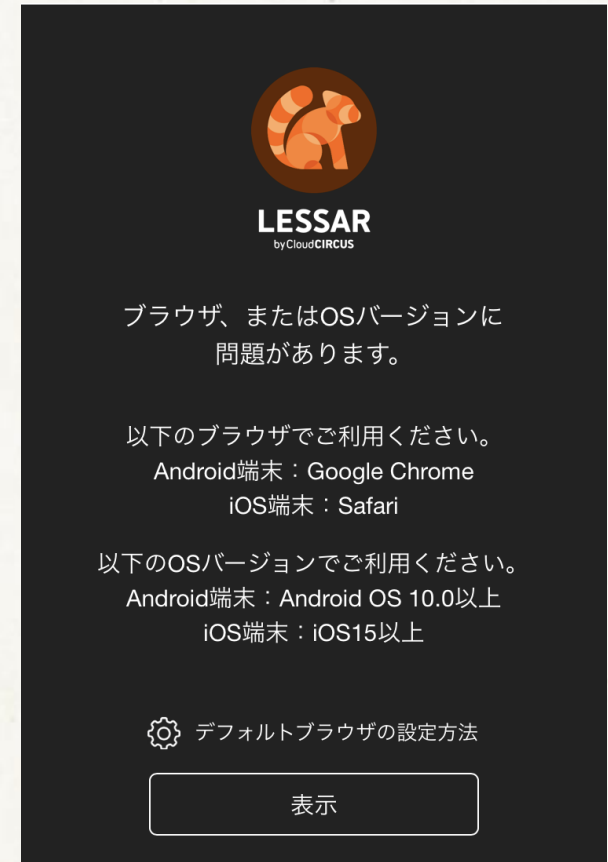 LESSAR
by CloudCIRCUS
ブラウザ、またはOSバージョンに
問題があります。
以下のブラウザでご利用ください。
Android端末：Google Chrome
iOS端末：Safari
以下のOSバージョンでご利用ください。
Android端末：Android OS 10.0以上
iOS端末：iOS15以上
デフォルトブラウザの設定方法
表示